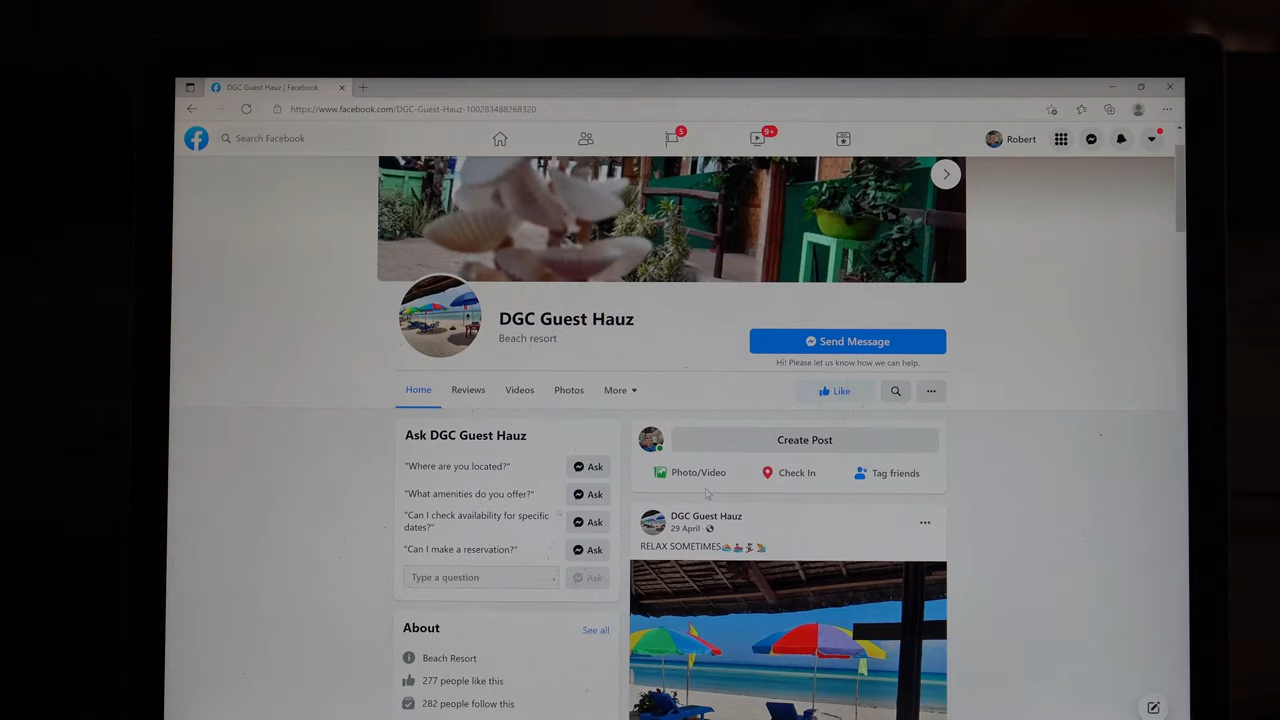 DGC Guest Hauz | Facebook
https://www.facebook.com/DGC-Guest-Hauz-100283488268320
Search Facebook
5
9+
Robert
DGC Guest Hauz
Beach resort
Send Message
Hi! Please let us know how we can help.
Home Reviews Videos Photos More
Like
Ask DGC Guest Hauz
"Where are you located?" Ask
"What amenities do you offer?" Ask
"Can I check availability for specific
dates?" Ask
"Can I make a reservation?" Ask
Type a question Ask
About See all
Beach Resort
277 people like this
282 people follow this
Create Post
Photo/Video Check In Tag friends
DGC Guest Hauz
29 April
RELAX SOMETIMES